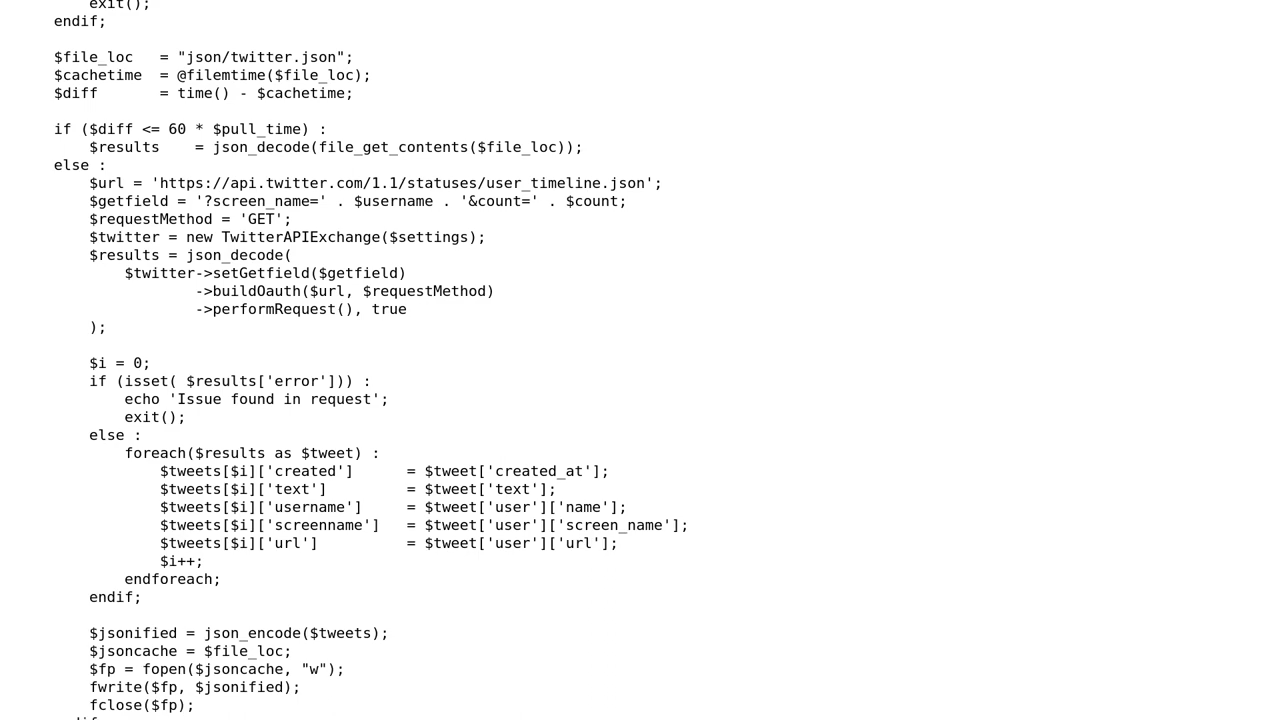 exit();
endif;
$file_loc   = "json/twitter.json";
$cachetime  = @filemtime($file_loc);
$diff       = time() - $cachetime;
if ($diff <= 60 * $pull_time) :
    $results    = json_decode(file_get_contents($file_loc));
else :
    $url = 'https://api.twitter.com/1.1/statuses/user_timeline.json';
    $getfield = '?screen_name=' . $username . '&count=' . $count;
    $requestMethod = 'GET';
    $twitter = new TwitterAPIExchange($settings);
    $results = json_decode(
        $twitter->setGetfield($getfield)
                ->buildOauth($url, $requestMethod)
                ->performRequest(), true
    );
    $i = 0;
    if (isset( $results['error'])) :
        echo 'Issue found in request';
        exit();
    else :
        foreach($results as $tweet) :
            $tweets[$i]['created']      = $tweet['created_at'];
            $tweets[$i]['text']         = $tweet['text'];
            $tweets[$i]['username']     = $tweet['user']['name'];
            $tweets[$i]['screenname']   = $tweet['user']['screen_name'];
            $tweets[$i]['url']          = $tweet['user']['url'];
            $i++;
        endforeach;
    endif;
    $jsonified = json_encode($tweets);
    $jsoncache = $file_loc;
    $fp = fopen($jsoncache, "w");
    fwrite($fp, $jsonified);
    fclose($fp);